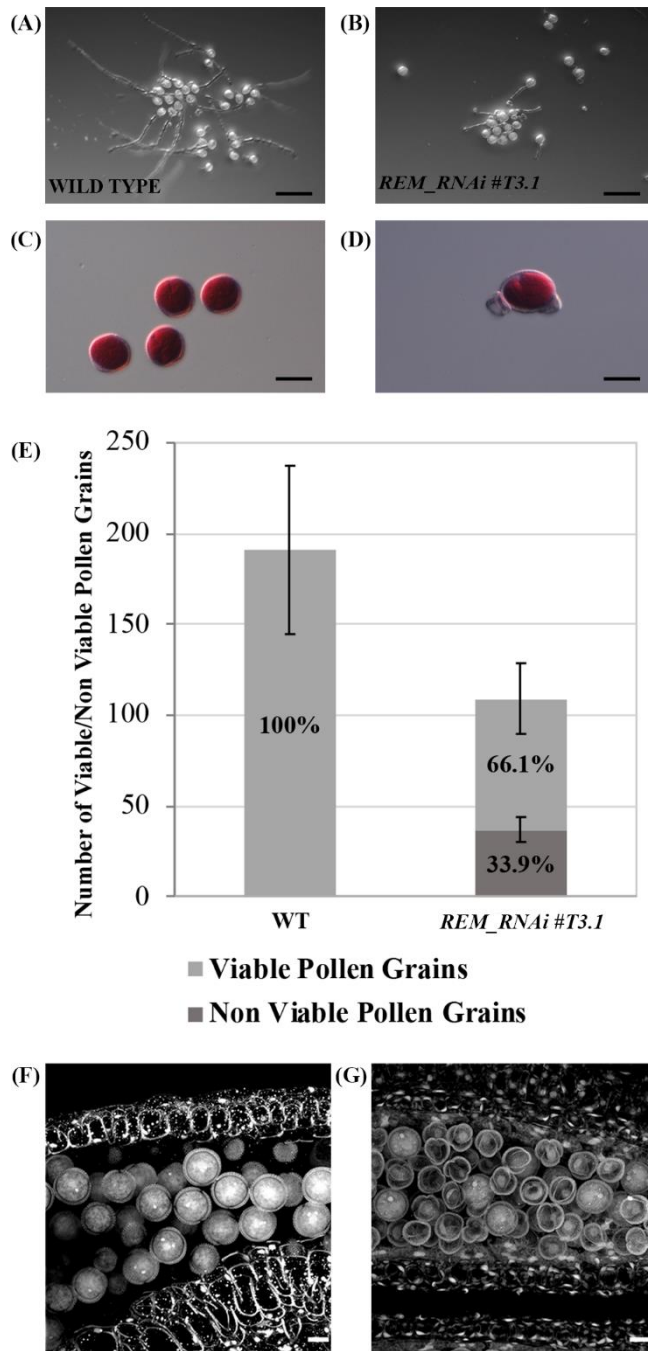 (A)
(B)
WILD TYPE
REM_RNAi #T3.1
(C)
(D)
(E)
Number of Viable/Non Viable Pollen Grains
250
200
150
100
50
0
100%
66.1%
33.9%
WT
REM_RNAi #T3.1
Viable Pollen Grains
Non Viable Pollen Grains
(F)
(G)